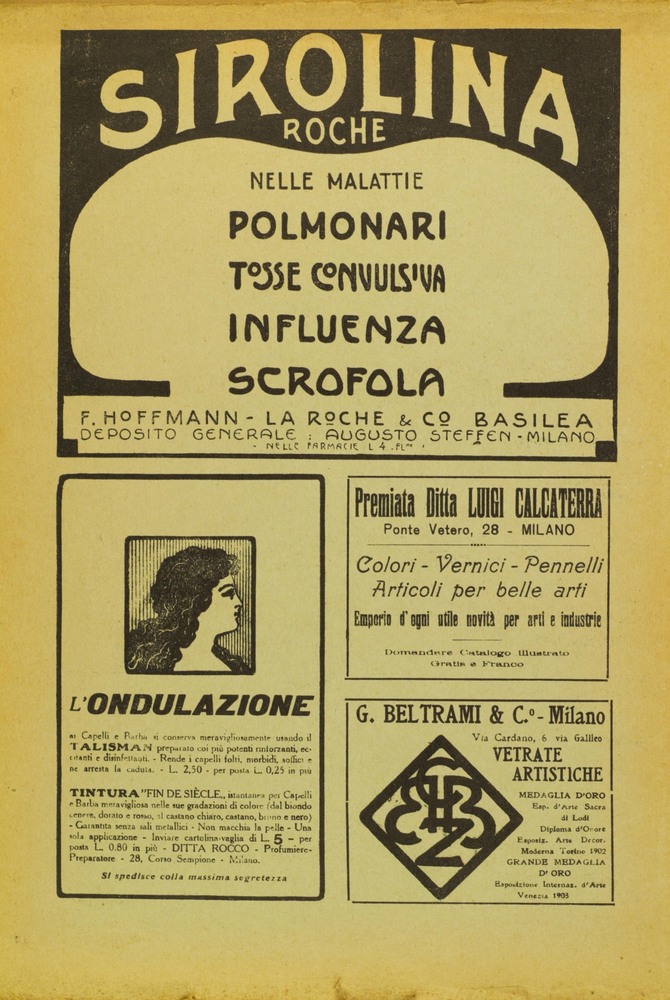 SIROLINA
ROCHE
NELLE MALATTIE
POLMONARI
TOSSE CONVULSIVA
INFLUENZA
SCROFOLA
F. HOFFMANN - LA ROCHE & Cº BASILEA
DEPOSITO GENERALE : AUGUSTO STEFFEN - MILANO
- NELLE FARMACIE L 4 .FL
L'ONDULAZIONE
ai Capelli e Barba si conserva meravigliosamente usando il
TALISMAN preparato coi più potenti rinforzanti, ec-
citanti e disinfettanti. - Rende i capelli folti, morbidi, soffici e
ne arresta la caduta. - L. 2,50 - per posta L. 0,25 in più
TINTURA "FIN DE SIÈCLE„ istantanea per Capelli
e Barba meravigliosa nelle sue gradazioni di colore (dal biondo
cenere, dorato e rosso, al castano chiaro, castano, bruno e nero)
- Garantita senza sali metallici - Non macchia la pelle - Una
sola applicazione - Inviare cartolina-vaglia di L. 5 - per
posta L. 0.80 in più - DITTA ROCCO - Profumiere-
Preparatore - 28, Corso Sempione - Milano.
Si spedisce colla massima segretezza
Premiata Ditta LUIGI CALCATERRA
Ponte Vetero, 28 - MILANO
Colori - Vernici - Pennelli
Articoli per belle arti
Emporio d'ogni utile novità per arti e industrie
Domandare Catalogo Illustrato
Gratis e Franco
G. BELTRAMI & C.º - Milano
Via Cardano, 6 via Galileo
VETRATE
ARTISTICHE
MEDAGLIA D'ORO
Esp. d'Arte Sacra
di Lodi
Diploma d'Onore
Esposiz. Arte Decor.
Moderna Torino 1902
GRANDE MEDAGLIA
D' ORO
Esposizione Internaz. d'Arte
Venezia 1903